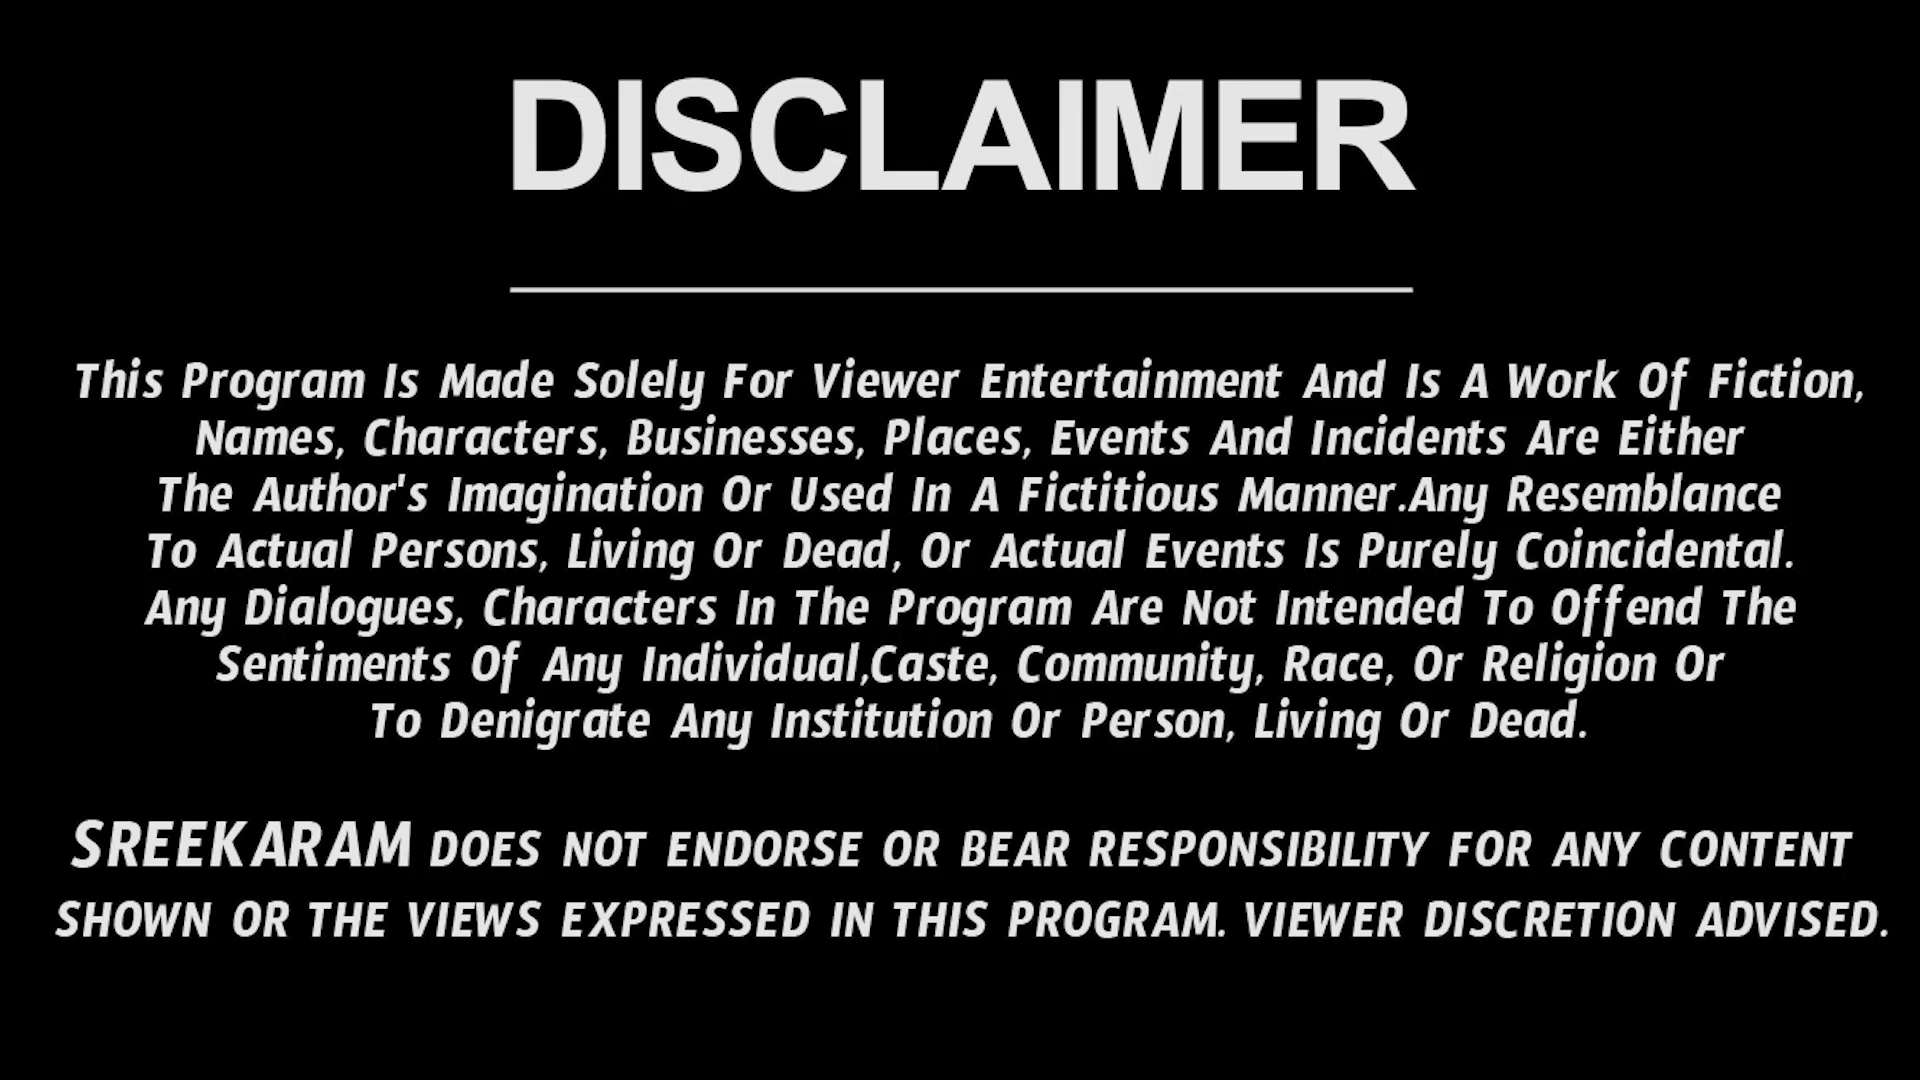 DISCLAIMER
This Program Is Made Solely For Viewer Entertainment And Is A Work Of Fiction,
Names, Characters, Businesses, Places, Events And Incidents Are Either
The Author's Imagination Or Used In A Fictitious Manner.Any Resemblance
To Actual Persons, Living Or Dead, Or Actual Events Is Purely Coincidental.
Any Dialogues, Characters In The Program Are Not Intended To Offend The
Sentiments Of Any Individual,Caste, Community, Race, Or Religion Or
To Denigrate Any Institution Or Person, Living Or Dead.
SREEKARAM DOES NOT ENDORSE OR BEAR RESPONSIBILITY FOR ANY CONTENT
SHOWN OR THE VIEWS EXPRESSED IN THIS PROGRAM. VIEWER DISCRETION ADVISED.